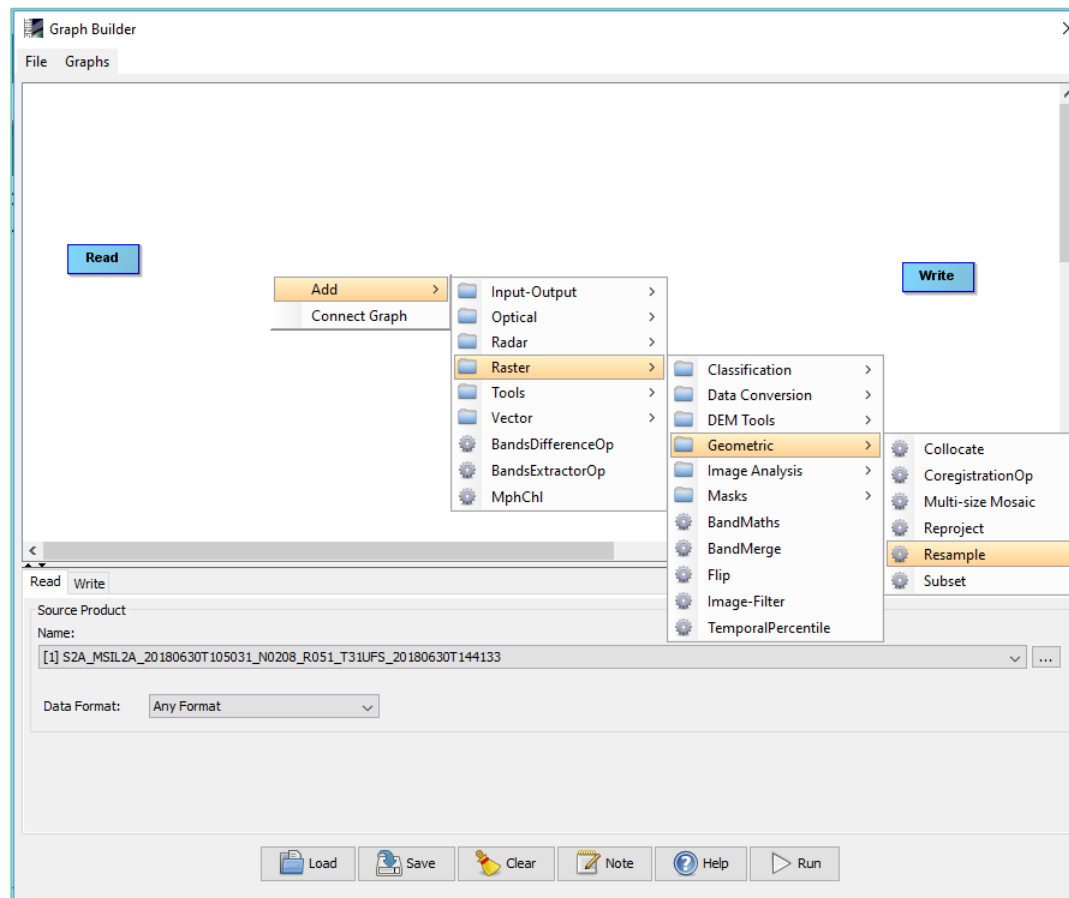 Graph Builder
File Graphs
Read
Write
Add
Connect Graph
Input-Output
Optical
Radar
Raster
Tools
Vector
BandsDifferenceOp
BandsExtractorOp
MphChl
Classification
Data Conversion
DEM Tools
Geometric
Image Analysis
Masks
BandMaths
BandMerge
Flip
Image-Filter
TemporalPercentile
Collocate
CoregistrationOp
Multi-size Mosaic
Reproject
Resample
Subset
Read Write
Source Product
Name:
[1] S2A_MSIL2A_20180630T105031_N0208_R051_T31UFS_20180630T144133
...
Data Format: Any Format
Load Save Clear Note Help Run